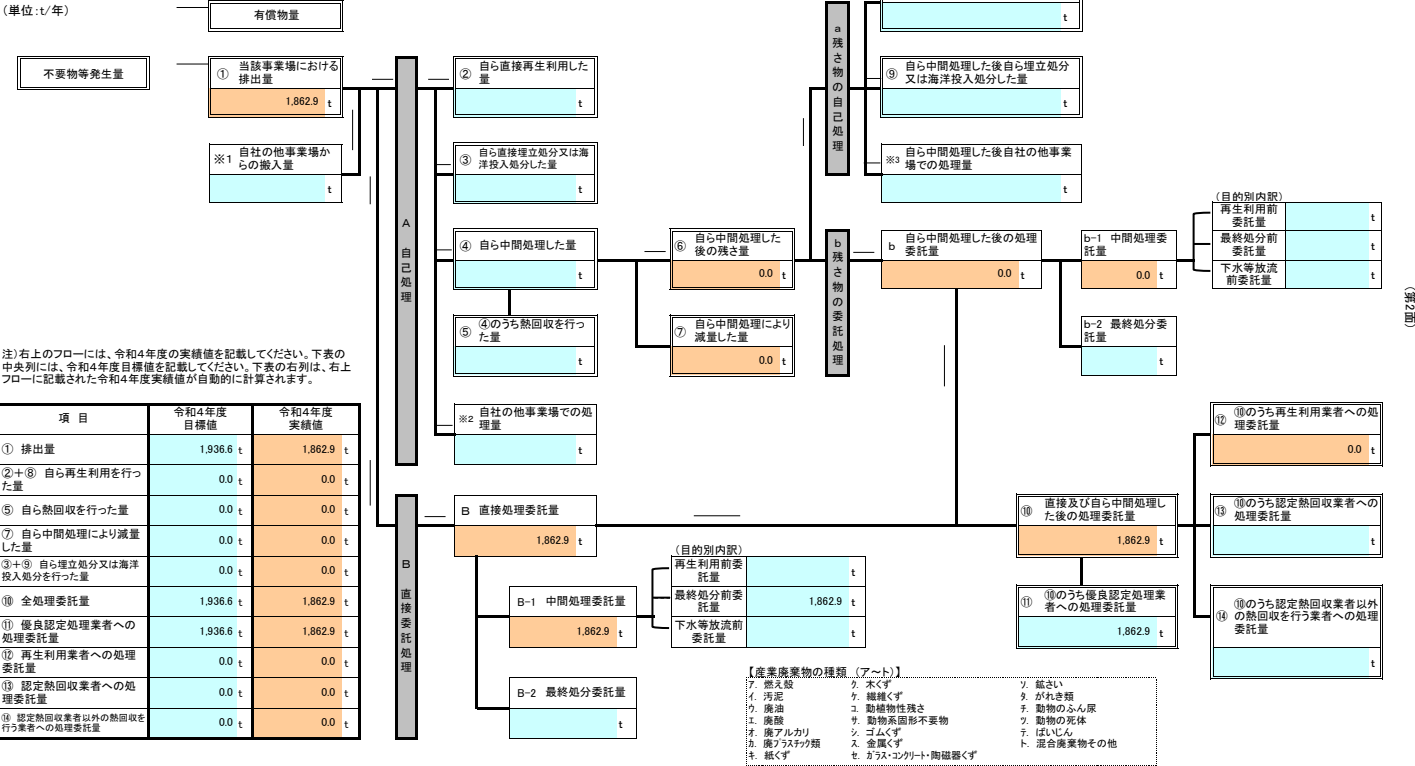 （単位:t/年）
有償物量
t
不要物等発生量
① 当該事業場における
排出量
1,862.9 t
※1 自社の他事業場か
らの搬入量
t
A 自己処理
② 自ら直接再生利用した
量
t
③ 自ら直接埋立処分又は海
洋投入処分した量
t
④ 自ら中間処理した量
t
⑤ ④のうち熱回収を行っ
た量
t
※2 自社の他事業場での処
理量
t
⑥ 自ら中間処理した
後の残さ量
0.0 t
⑦ 自ら中間処理により
減量した量
0.0 t
a 残さ物の自己処理
⑨ 自ら中間処理した後自ら埋立処分
又は海洋投入処分した量
t
※3 自ら中間処理した後自社の他事業
場での処理量
t
b 残さ物の委託処理
b 自ら中間処理した後の処理
委託量
0.0 t
b-1 中間処理委
託量
0.0 t
b-2 最終処分委
託量
t
（目的別内訳）
再生利用前
委託量 t
最終処分前
委託量 t
下水等放流
前委託量 t
（第2面）
注）右上のフローには、令和４年度の実績値を記載してください。下表の
中央列には、令和４年度目標値を記載してください。下表の右列は、右上
フローに記載された令和４年度実績値が自動的に計算されます。
項 目 令和４年度
目標値 令和４年度
実績値
① 排出量 1,936.6 t 1,862.9 t
②＋⑧ 自ら再生利用を行っ
た量 0.0 t 0.0 t
⑤ 自ら熱回収を行った量 0.0 t 0.0 t
⑦ 自ら中間処理により減量
した量 0.0 t 0.0 t
③＋⑨ 自ら埋立処分又は海洋
投入処分を行った量 0.0 t 0.0 t
⑩ 全処理委託量 1,936.6 t 1,862.9 t
⑪ 優良認定処理業者への
処理委託量 1,936.6 t 1,862.9 t
⑫ 再生利用業者への処理
委託量 0.0 t 0.0 t
⑬ 認定熱回収業者への処
理委託量 0.0 t 0.0 t
⑭ 認定熱回収業者以外の熱回収を
行う業者への処理委託量 0.0 t 0.0 t
B 直接委託処理
B 直接処理委託量
1,862.9 t
B-1 中間処理委託量
1,862.9 t
B-2 最終処分委託量
t
（目的別内訳）
再生利用前委
託量 t
最終処分前委
託量 1,862.9 t
下水等放流前
委託量 t
⑩ 直接及び自ら中間処理し
た後の処理委託量
1,862.9 t
⑪ ⑩のうち優良認定処理業
者への処理委託量
1,862.9 t
⑫ ⑩のうち再生利用業者への処
理委託量
0.0 t
⑬ ⑩のうち認定熱回収業者への
処理委託量
t
⑭ ⑩のうち認定熱回収業者以外
の熱回収を行う業者への処理
委託量
t
【産業廃棄物の種類 （ア～ト）】
ア. 燃え殻 ク. 木くず ソ. 鉱さい
イ. 汚泥 ケ. 繊維くず タ. がれき類
ウ. 廃油 コ. 動植物性残さ チ. 動物のふん尿
エ. 廃酸 サ. 動物系固形不要物 ツ. 動物の死体
オ. 廃アルカリ シ. ゴムくず テ. ばいじん
カ. 廃プラスチック類 ス. 金属くず ト. 混合廃棄物その他
キ. 紙くず セ. ガラス・コンクリート・陶磁器くず